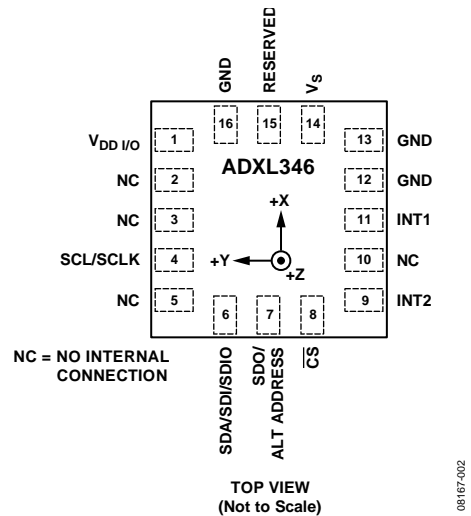 GND
RESERVED
VS
16
15
14
VDD I/O
1
13
GND
ADXL346
NC
2
12
GND
+X
NC
3
11
INT1
SCL/SCLK
4
+Y
+Z
10
NC
NC
5
9
INT2
6
7
8
NC = NO INTERNAL
CONNECTION
SDA/SDI/SDIO
SDO/
ALT ADDRESS
CS
TOP VIEW
(Not to Scale)
08167-002